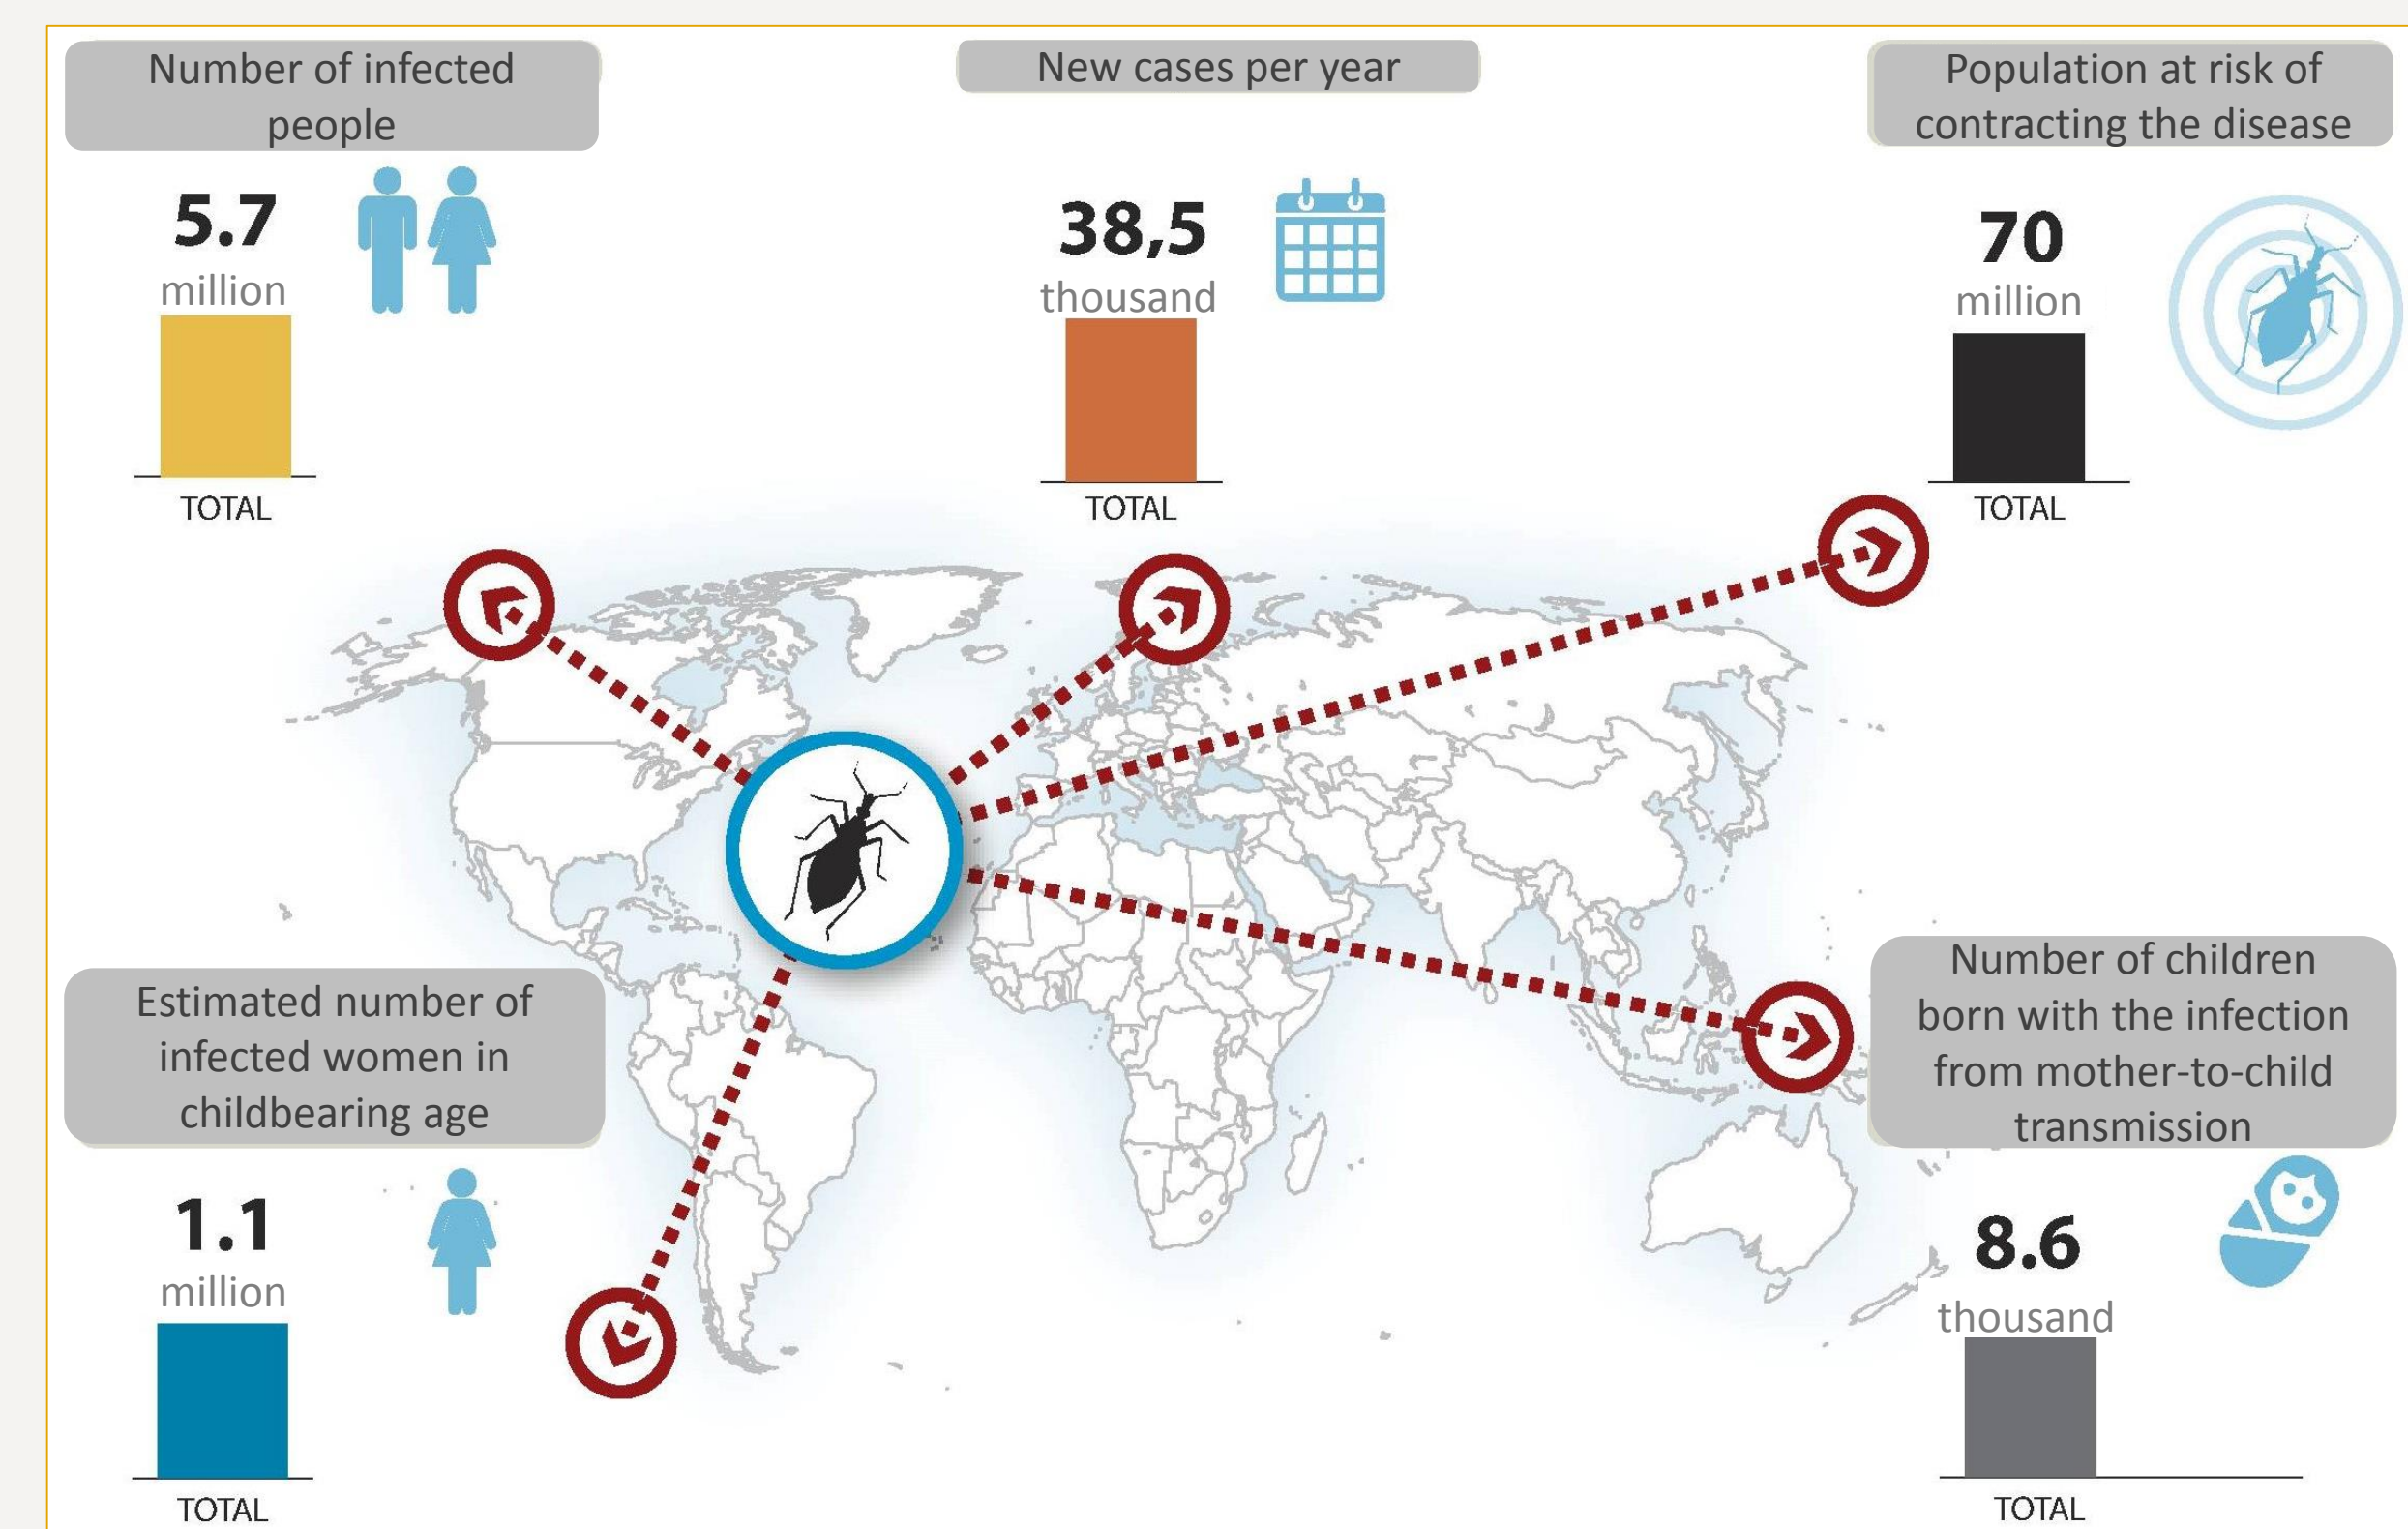 Number of infected
people
5.7
million
TOTAL
New cases per year
38,5
thousand
TOTAL
Population at risk of
contracting the disease
70
million
TOTAL
Estimated number of
infected women in
childbearing age
1.1
million
TOTAL
Number of children
born with the infection
from mother-to-child
transmission
8.6
thousand
TOTAL